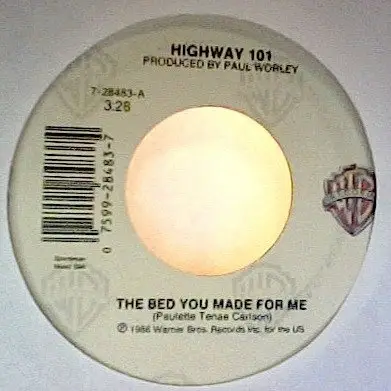 HIGHWAY 101
PRODUCED BY PAUL WORLEY
7-28483-A
3:28
0 7599-28483-7
THE BED YOU MADE FOR ME
(Paulette Tenae Carlson)
Ⓟ 1986 Warner Bros. Records Inc. for the US